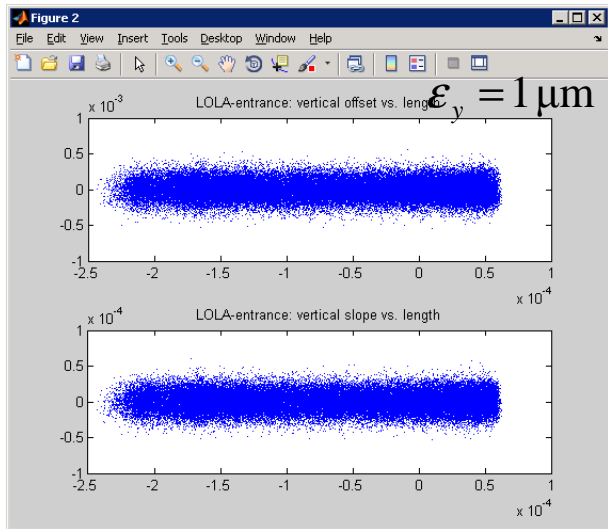 Figure 2
File Edit View Insert Tools Desktop Window Help
x 10^-3
LOLA-entrance: vertical offset vs. length
ε_y = 1 μm
1
0.5
0
-0.5
-1
-2.5 -2 -1.5 -1 -0.5 0 0.5 1
x 10^-4
x 10^-4
LOLA-entrance: vertical slope vs. length
1
0.5
0
-0.5
-1
-2.5 -2 -1.5 -1 -0.5 0 0.5 1
x 10^-4